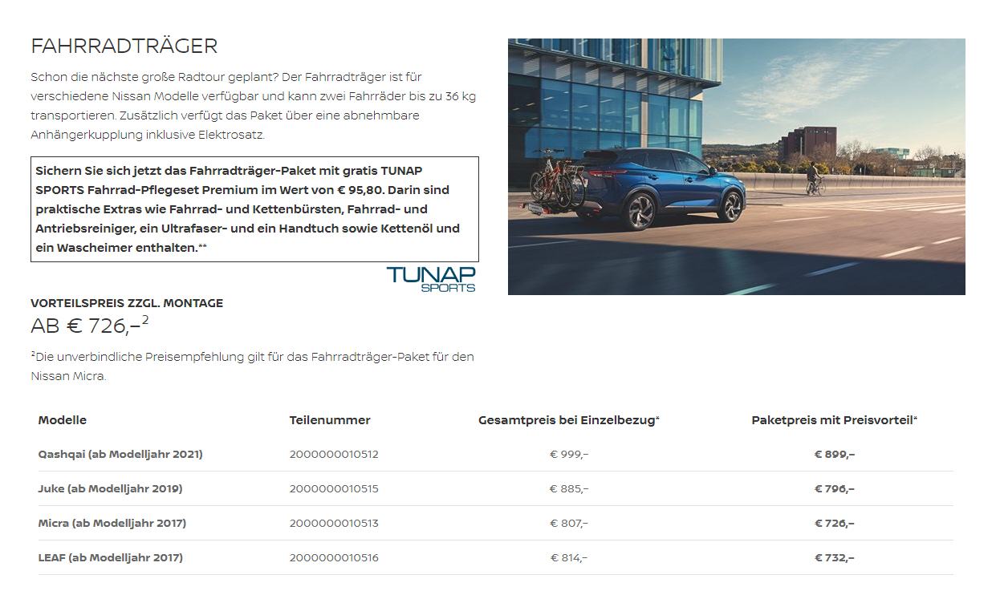 FAHRRADTRÄGER
Schon die nächste große Radtour geplant? Der Fahrradträger ist für
verschiedene Nissan Modelle verfügbar und kann zwei Fahrräder bis zu 36 kg
transportieren. Zusätzlich verfügt das Paket über eine abnehmbare
Anhängerkupplung inklusive Elektrosatz.
Sichern Sie sich jetzt das Fahrradträger-Paket mit gratis TUNAP
SPORTS Fahrrad-Pflegeset Premium im Wert von € 95,80. Darin sind
praktische Extras wie Fahrrad- und Kettenbürsten, Fahrrad- und
Antriebsreiniger, ein Ultrafaser- und ein Handtuch sowie Kettenöl und
ein Wascheimer enthalten.**
TUNAP
SPORTS
VORTEILSPREIS ZZGL. MONTAGE
AB € 726,–²
²Die unverbindliche Preisempfehlung gilt für das Fahrradträger-Paket für den
Nissan Micra.
Modelle Teilenummer Gesamtpreis bei Einzelbezug* Paketpreis mit Preisvorteil*
Qashqai (ab Modelljahr 2021) 2000000010512 € 999,– € 899,–
Juke (ab Modelljahr 2019) 2000000010515 € 885,– € 796,–
Micra (ab Modelljahr 2017) 2000000010513 € 807,– € 726,–
LEAF (ab Modelljahr 2017) 2000000010516 € 814,– € 732,–